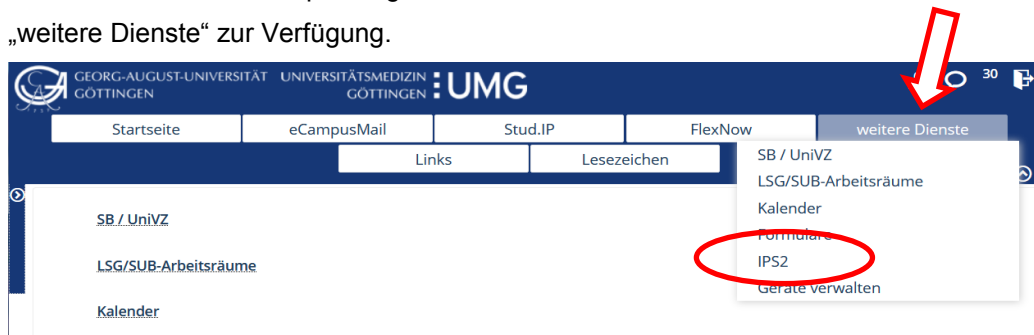 „weitere Dienste“ zur Verfügung.
GEORG-AUGUST-UNIVERSITÄT UNIVERSITÄTSMEDIZIN
GÖTTINGEN GÖTTINGEN UMG
30
Startseite eCampusMail Stud.IP FlexNow weitere Dienste
Links Lesezeichen
SB / UniVZ
LSG/SUB-Arbeitsräume
Kalender
Formulare
IPS2
Geräte verwalten
SB / UniVZ
LSG/SUB-Arbeitsräume
Kalender